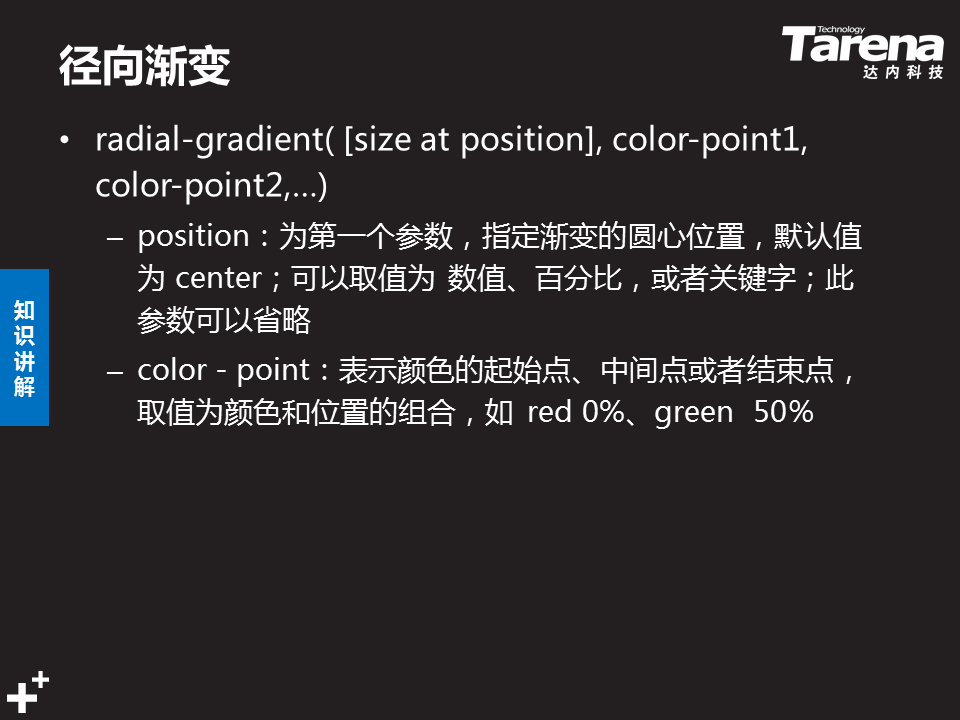 径向渐变
Technology
Tarena
达内科技
• radial-gradient( [size at position], color-point1,
color-point2,…)
– position：为第一个参数，指定渐变的圆心位置，默认值
为 center；可以取值为 数值、百分比，或者关键字；此
参数可以省略
– color－point：表示颜色的起始点、中间点或者结束点，
取值为颜色和位置的组合，如 red 0%、green 50%
知
识
讲
解